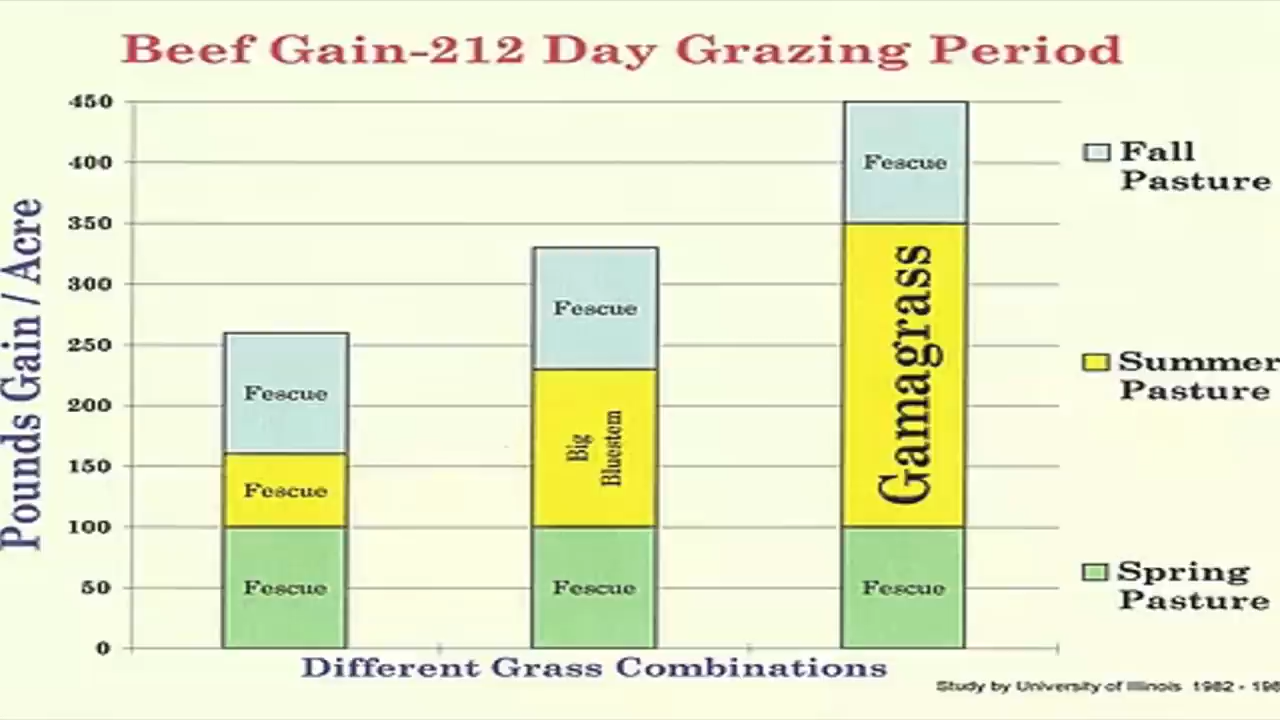 Beef Gain-212 Day Grazing Period
Pounds Gain / Acre
450
400
350
300
250
200
150
100
50
0
Fescue
Fescue
Fescue
Fescue
Big
Bluestem
Fescue
Fescue
Gamagrass
Fescue
Fall
Pasture
Summer
Pasture
Spring
Pasture
Different Grass Combinations
Study by University of Illinois 1982 - 198